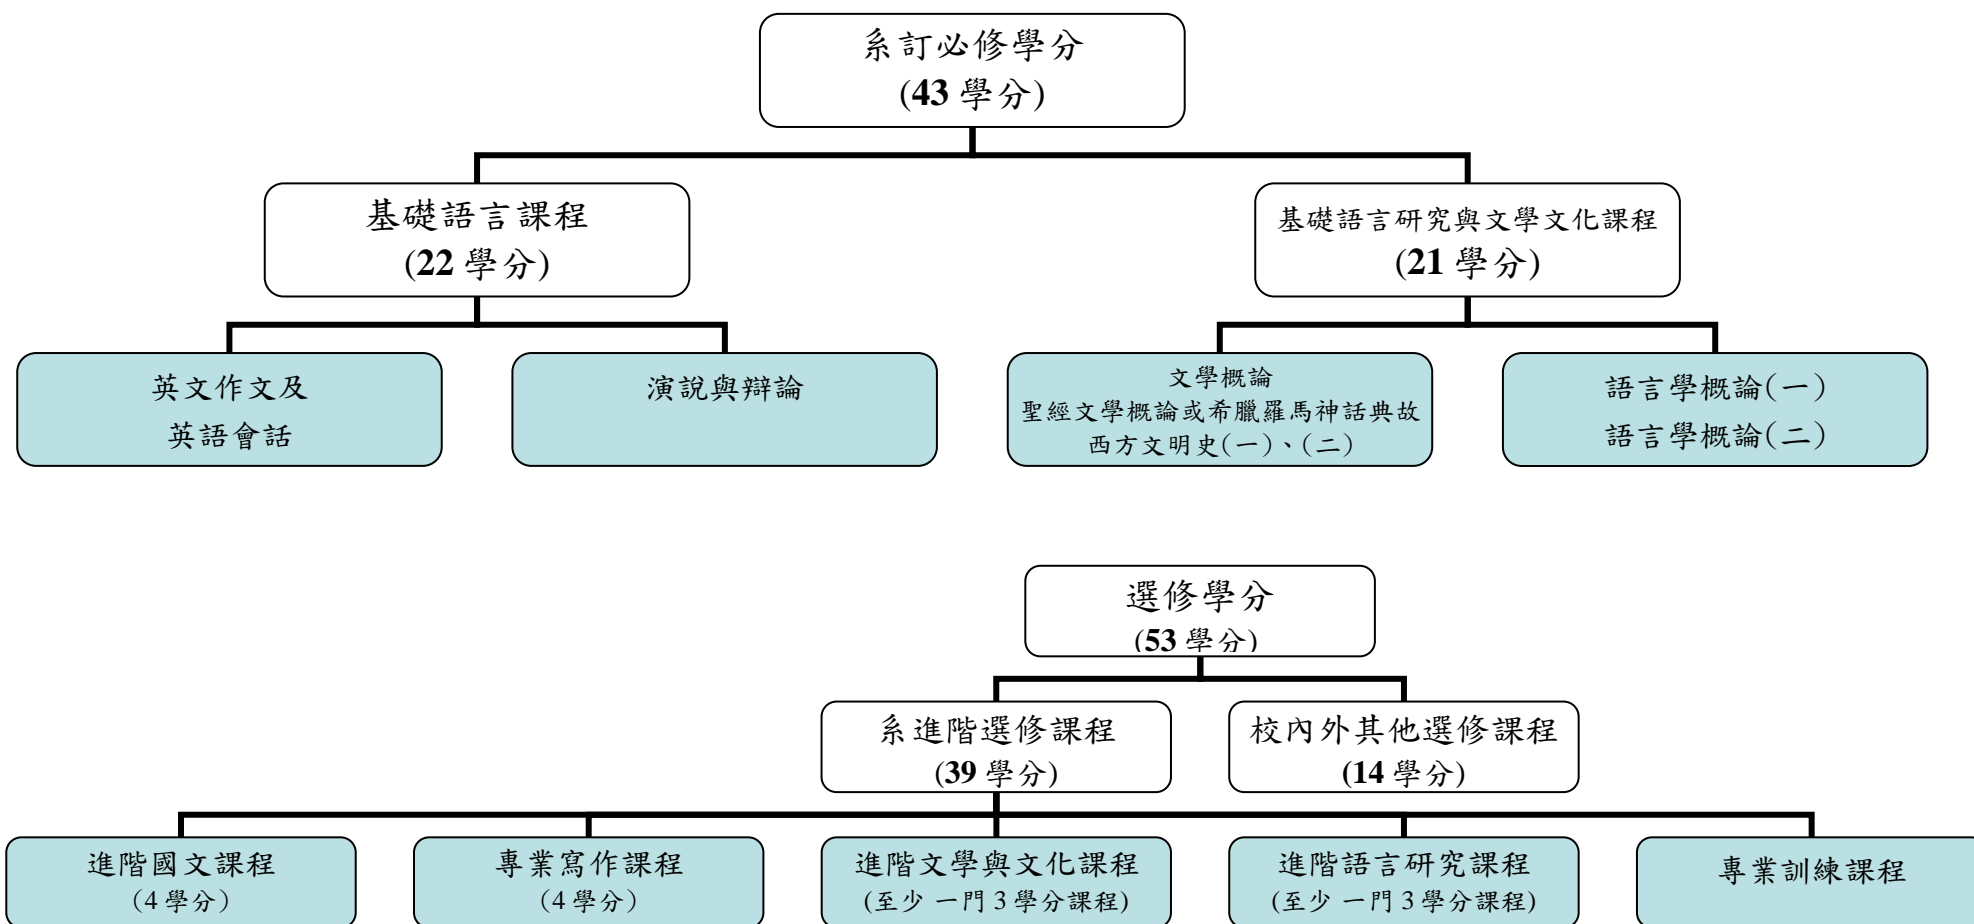 系訂必修學分
(43 學分)
基礎語言課程
(22 學分)
基礎語言研究與文學文化課程
(21 學分)
英文作文及
英語會話
演說與辯論
文學概論
聖經文學概論或希臘羅馬神話典故
西方文明史(一)、(二)
語言學概論(一)
語言學概論(二)
選修學分
(53 學分)
系進階選修課程
(39 學分)
校內外其他選修課程
(14 學分)
進階國文課程
(4 學分)
專業寫作課程
(4 學分)
進階文學與文化課程
(至少 一門 3 學分課程)
進階語言研究課程
(至少 一門 3 學分課程)
專業訓練課程